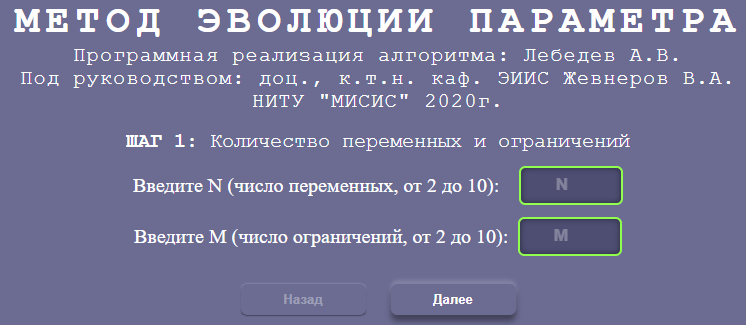 МЕТОД ЭВОЛЮЦИИ ПАРАМЕТРА
Программная реализация алгоритма: Лебедев А.В.
Под руководством: доц., к.т.н. каф. ЭИИС Жевнеров В.А.
НИТУ "МИСИС" 2020г.
ШАГ 1: Количество переменных и ограничений
Введите N (число переменных, от 2 до 10): N
Введите M (число ограничений, от 2 до 10): M
Назад Далее